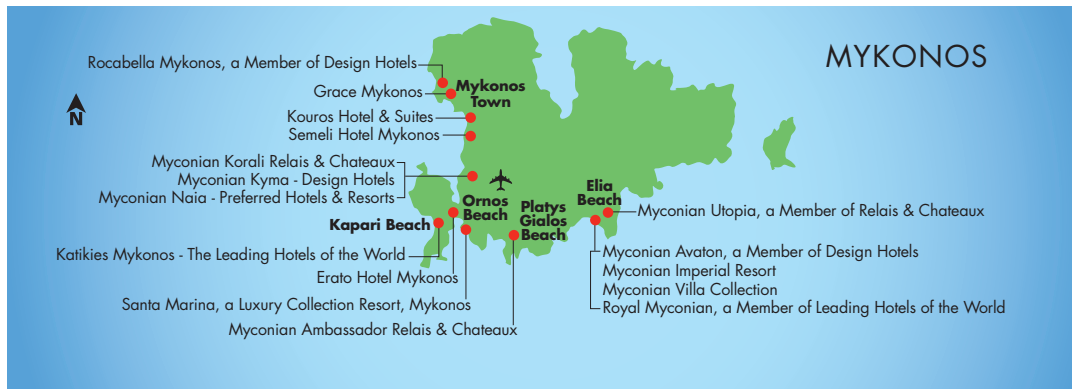 MYKONOS
Rocabella Mykonos, a Member of Design Hotels
Grace Mykonos
Mykonos
Town
Kouros Hotel & Suites
Semeli Hotel Mykonos
N
Myconian Korali Relais & Chateaux
Myconian Kyma - Design Hotels
Myconian Naia - Preferred Hotels & Resorts
Kapari Beach
Ornos
Beach
Platys
Gialos
Beach
Elia
Beach
Myconian Utopia, a Member of Relais & Chateaux
Katikies Mykonos - The Leading Hotels of the World
Erato Hotel Mykonos
Santa Marina, a Luxury Collection Resort, Mykonos
Myconian Ambassador Relais & Chateaux
Myconian Avaton, a Member of Design Hotels
Myconian Imperial Resort
Myconian Villa Collection
Royal Myconian, a Member of Leading Hotels of the World